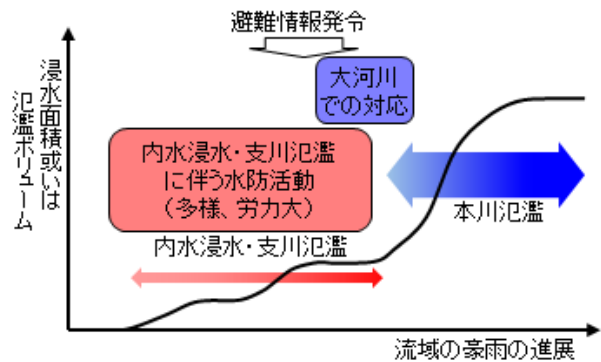 避難情報発令
大河川
での対応
浸水面積或いは
氾濫ボリューム
内水浸水・支川氾濫
に伴う水防活動
（多様、労力大）
内水浸水・支川氾濫
本川氾濫
流域の豪雨の進展